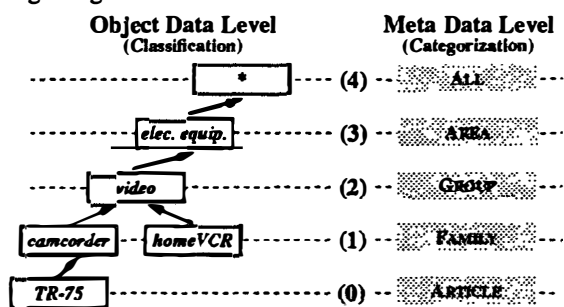 Object Data Level Meta Data Level
(Classification) (Categorization)
* (4) ALL
elec. equip. (3) AREA
video (2) GROUP
camcorder homeVCR (1) FAMILY
TR-75 (0) ARTICLE